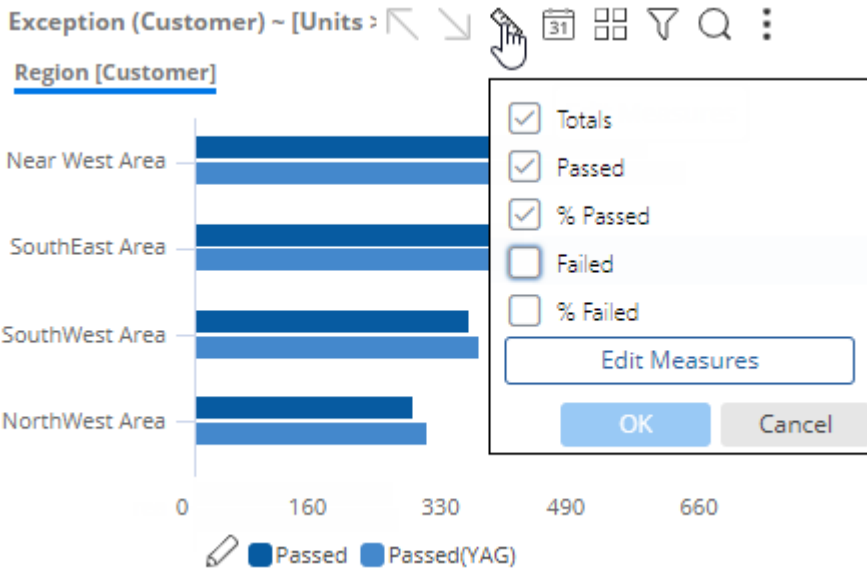 Exception (Customer) ~ [Units >
31
Region [Customer]
Totals
Passed
% Passed
Failed
% Failed
Edit Measures
OK
Cancel
Near West Area
SouthEast Area
SouthWest Area
NorthWest Area
0 160 330 490 660
Passed Passed(YAG)